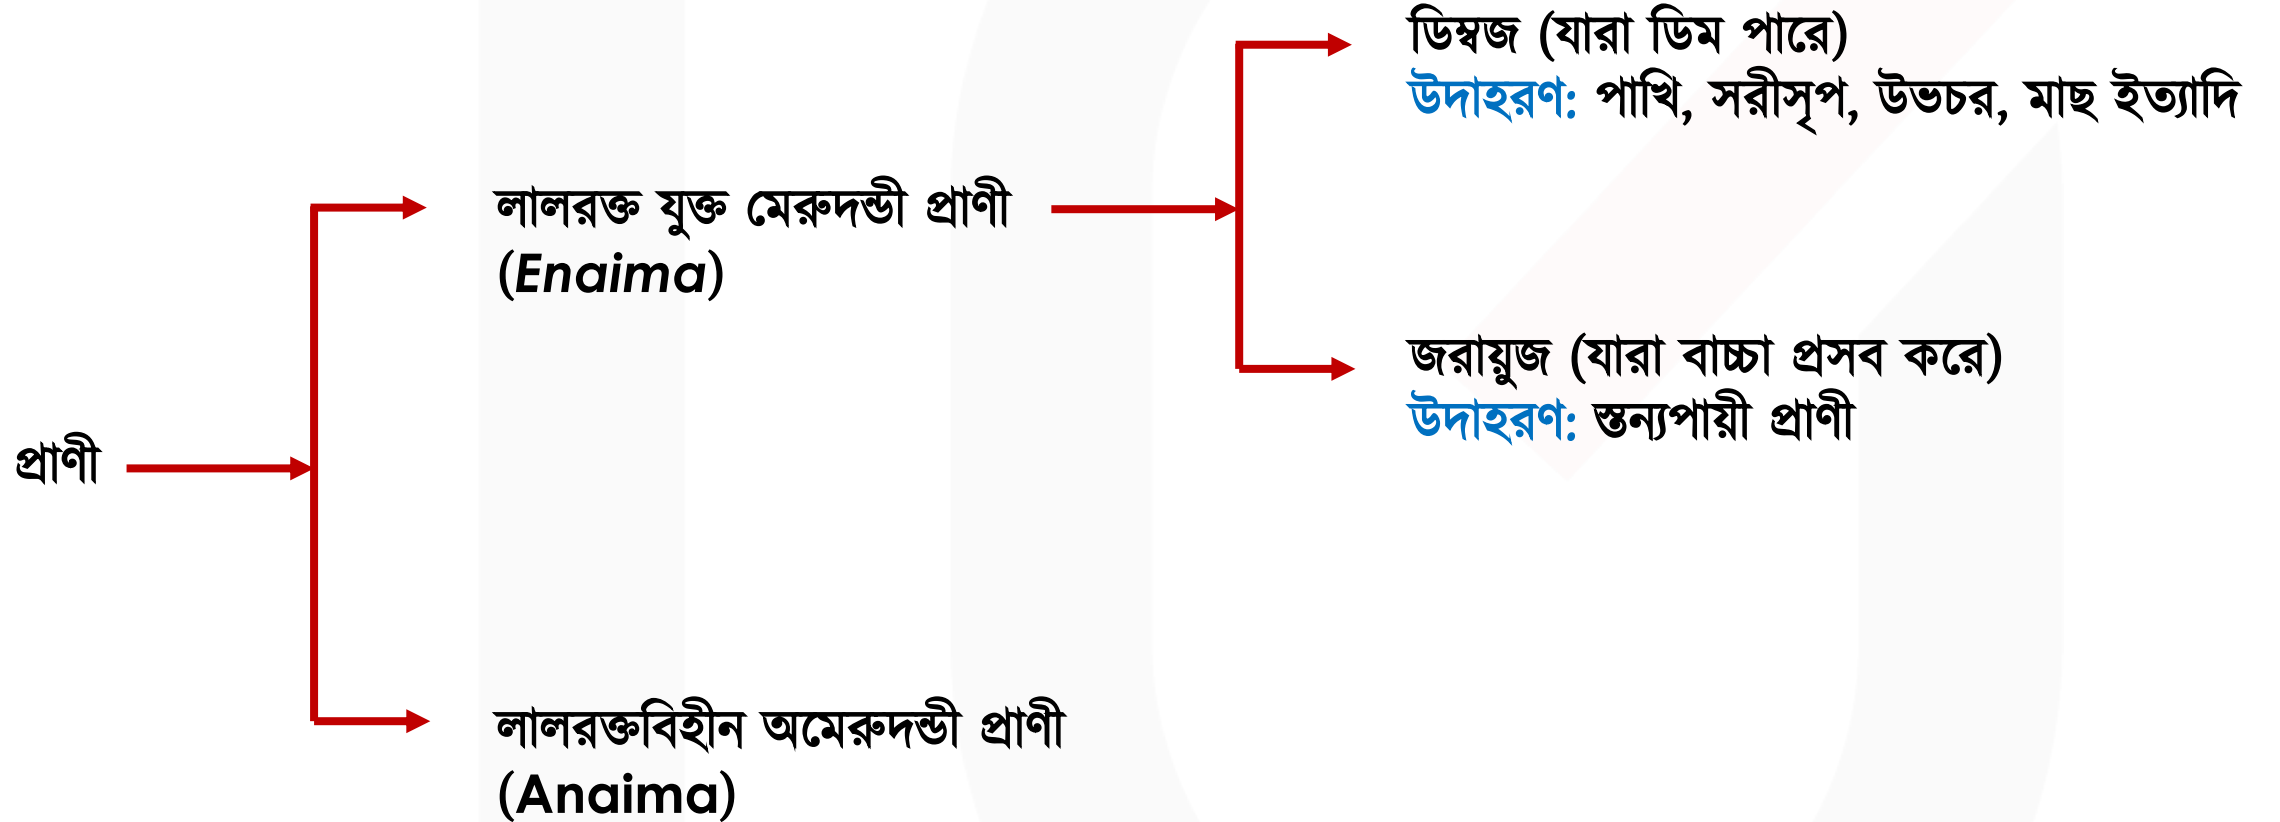 ডিম্বজ (যারা ডিম পারে)
উদাহরণ: পাখি, সরীসৃপ, উভচর, মাছ ইত্যাদি
লালরক্ত যুক্ত মেরুদন্ডী প্রাণী
(Enaima)
জরায়ুজ (যারা বাচ্চা প্রসব করে)
উদাহরণ: স্তন্যপায়ী প্রাণী
প্রাণী
লালরক্তবিহীন অমেরুদন্ডী প্রাণী
(Anaima)